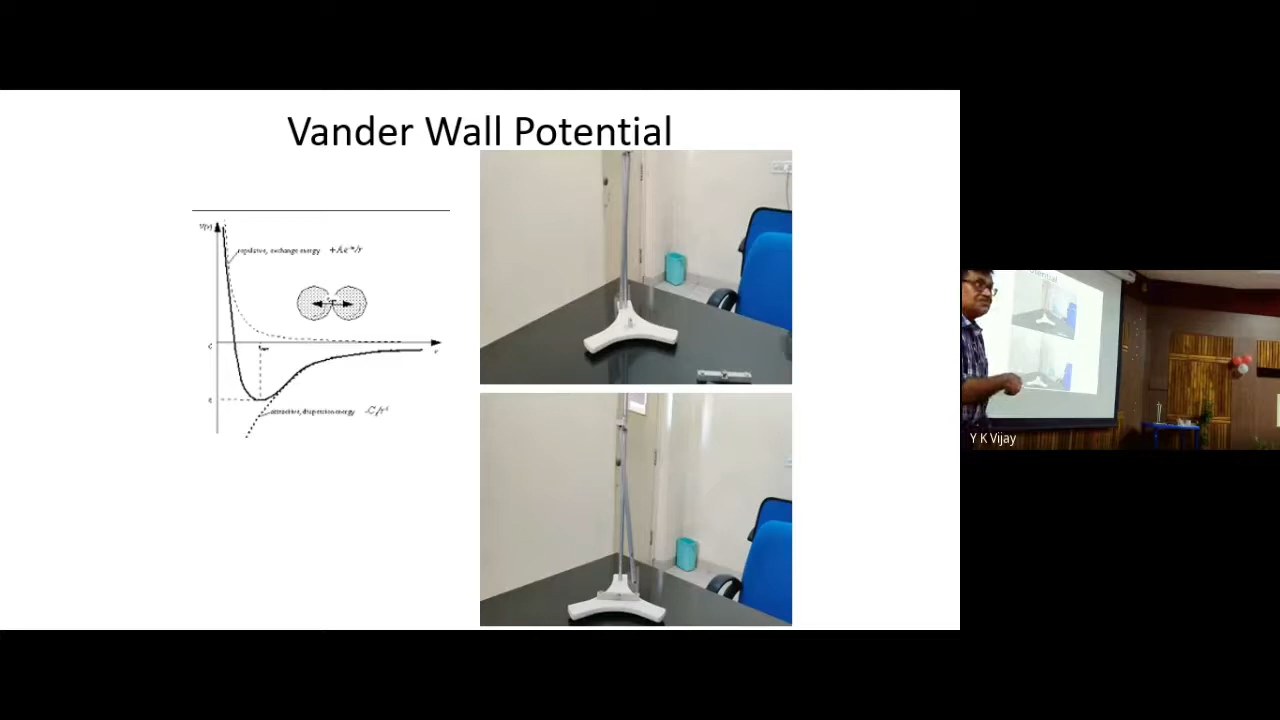 Vander Wall Potential
V(r)
repulsive, exchange energy
attractive, dispersion energy
r
Y K Vijay